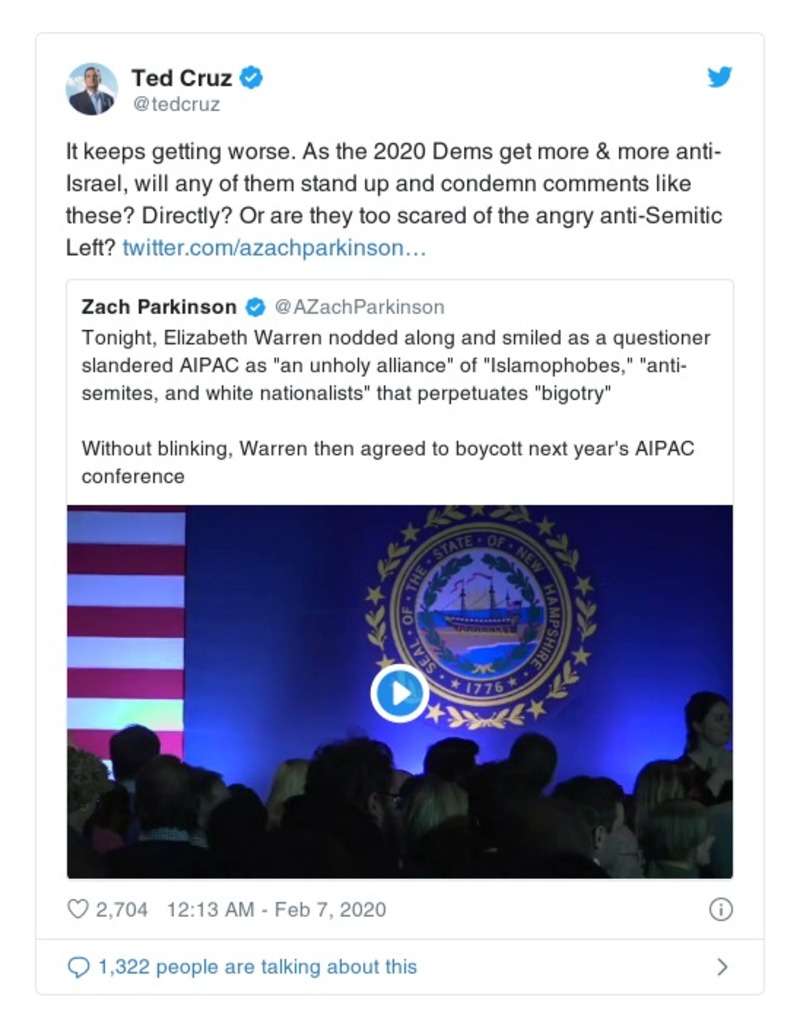 Ted Cruz
@tedcruz
It keeps getting worse. As the 2020 Dems get more & more anti-
Israel, will any of them stand up and condemn comments like
these? Directly? Or are they too scared of the angry anti-Semitic
Left? twitter.com/azachparkinson…
Zach Parkinson @AZachParkinson
Tonight, Elizabeth Warren nodded along and smiled as a questioner
slandered AIPAC as "an unholy alliance" of "Islamophobes," "anti-
semites, and white nationalists" that perpetuates "bigotry"
Without blinking, Warren then agreed to boycott next year's AIPAC
conference
SEAL · OF · THE · STATE · OF · NEW HAMPSHIRE
1776
2,704 12:13 AM - Feb 7, 2020
1,322 people are talking about this